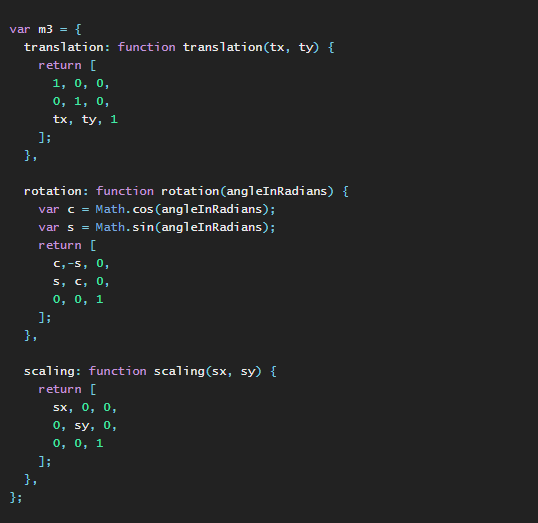 var m3 = {
  translation: function translation(tx, ty) {
    return [
      1, 0, 0,
      0, 1, 0,
      tx, ty, 1
    ];
  },

  rotation: function rotation(angleInRadians) {
    var c = Math.cos(angleInRadians);
    var s = Math.sin(angleInRadians);
    return [
      c,-s, 0,
      s, c, 0,
      0, 0, 1
    ];
  },

  scaling: function scaling(sx, sy) {
    return [
      sx, 0, 0,
      0, sy, 0,
      0, 0, 1
    ];
  },
};